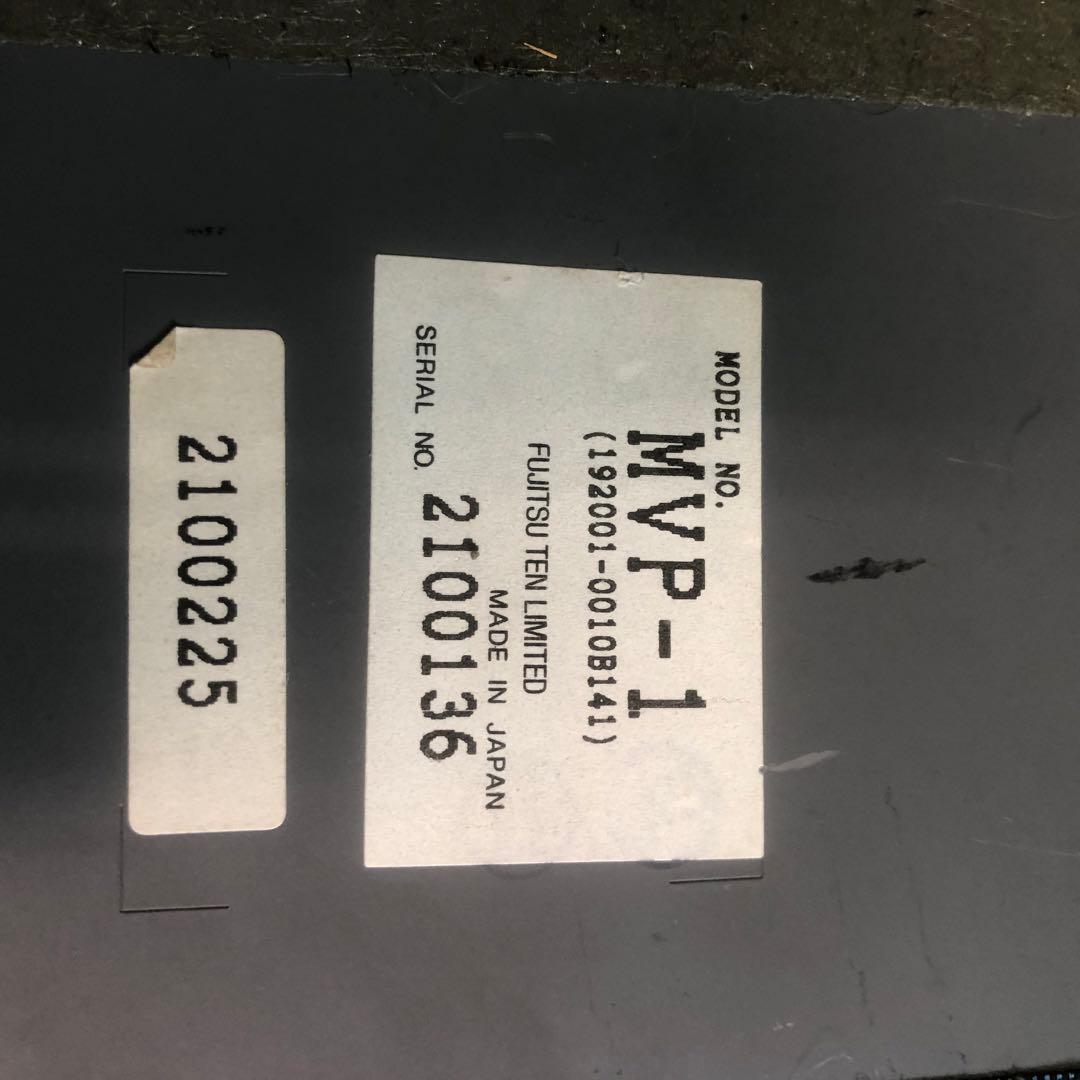 MODEL NO.
MVP-1
(192001-0010B141)
FUJITSU TEN LIMITED
MADE IN JAPAN
SERIAL NO. 2100136
2100225